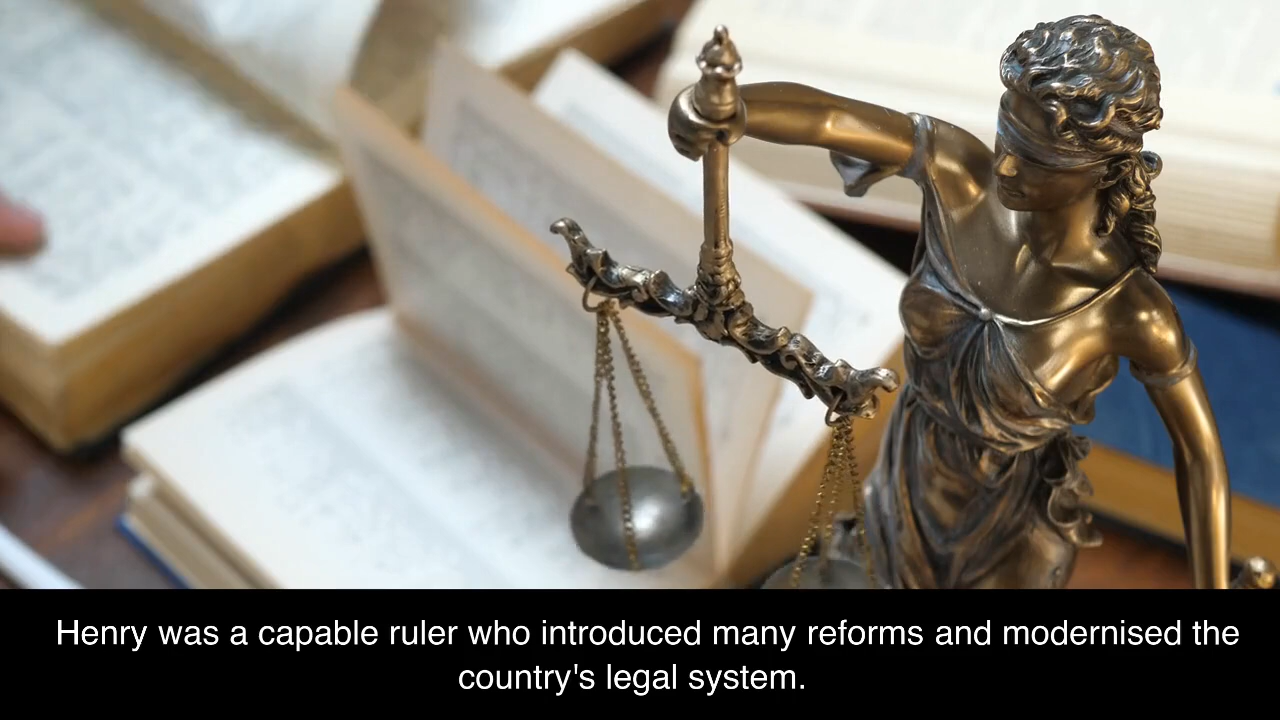 Henry was a capable ruler who introduced many reforms and modernised the
country's legal system.